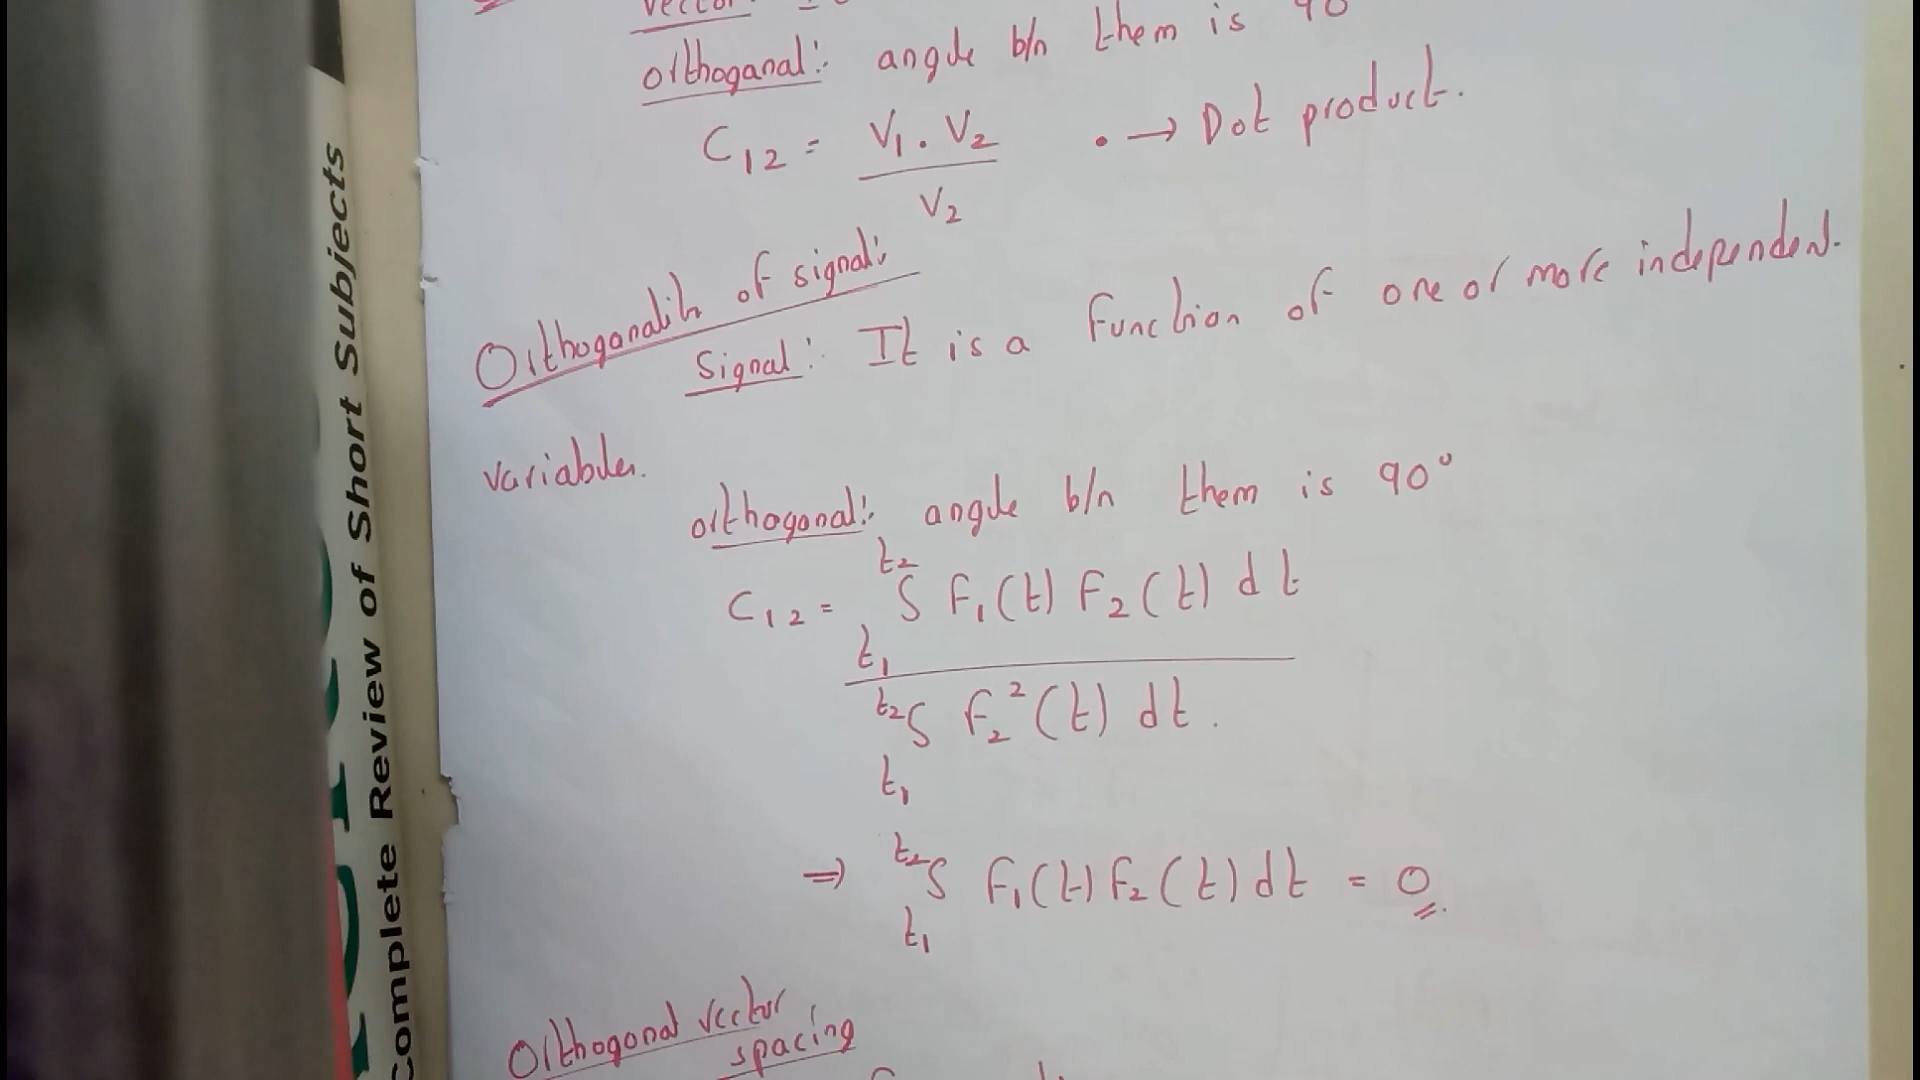 vector:
orthoganal: angle b/n them is 90
C12 = V1 . V2 . → Dot product.
V2
Orthoganality of signal:
Signal: It is a function of one or more independent.
variables.
orthogonal: angle b/n them is 90°
C12 = t2 ∫ F1(t) F2(t) dt
t1
t2 ∫ F2²(t) dt.
t1
⇒ t2 ∫ F1(t) F2(t) dt = 0.
t1
Orthogonal vector
spacing
Complete Review of Short Subjects